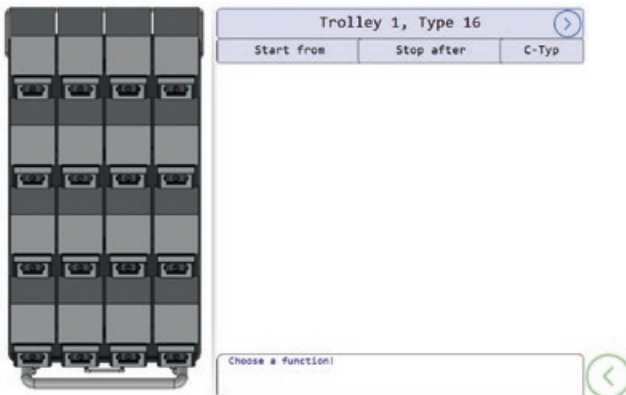 Trolley 1, Type 16
Start from Stop after C-Typ
Choose a function!